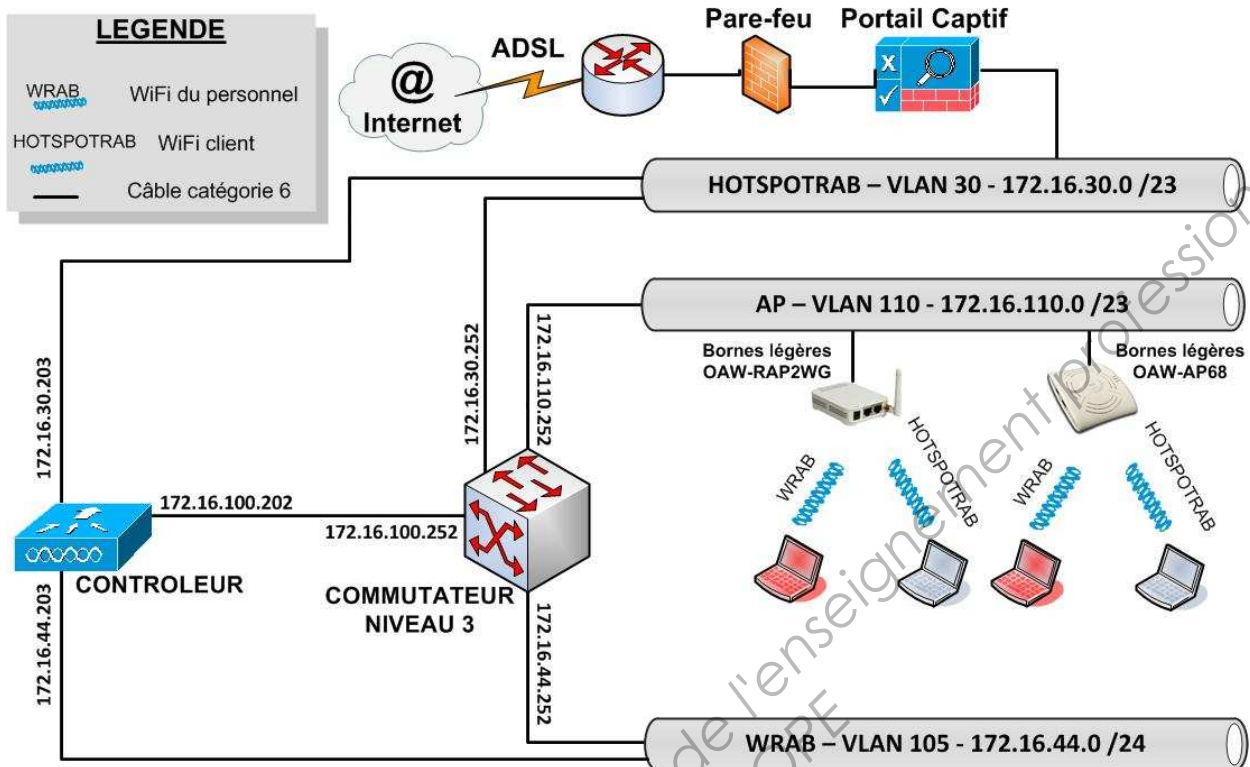 LEGENDE
WRAB
WiFi du personnel
HOTSPOTRAB
WiFi client
Câble catégorie 6
@
Internet
ADSL
Pare-feu
Portail Captif
X
✓
HOTSPOTRAB – VLAN 30 - 172.16.30.0 /23
AP – VLAN 110 - 172.16.110.0 /23
Bornes légères
OAW-RAP2WG
Bornes légères
OAW-AP68
WRAB
HOTSPOTRAB
WRAB
HOTSPOTRAB
172.16.30.203
172.16.30.252
172.16.110.252
172.16.100.202
172.16.100.252
CONTROLEUR
COMMUTATEUR
NIVEAU 3
172.16.44.203
172.16.44.252
WRAB – VLAN 105 - 172.16.44.0 /24
de l'enseignement profession